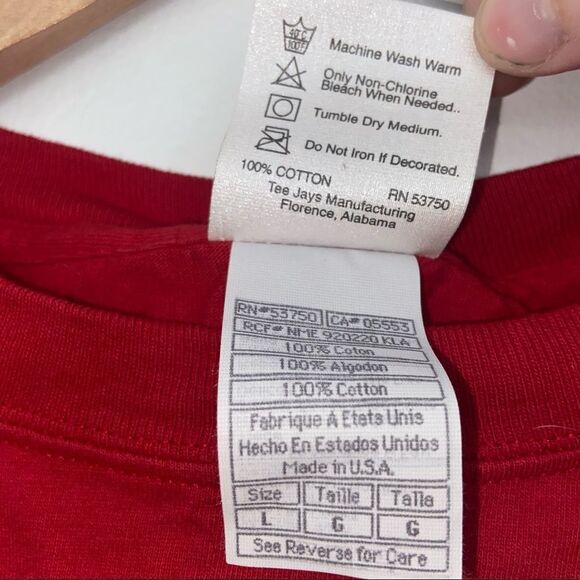 40°C
100°F
Machine Wash Warm
Only Non-Chlorine
Bleach When Needed..
Tumble Dry Medium.
Do Not Iron If Decorated.
100% COTTON RN 53750
Tee Jays Manufacturing
Florence, Alabama
RN#53750 CA# 05553
RCF# NME 920220 KLA
100% Coton
100% Algodon
100% Cotton
Fabrique A Etats Unis
Hecho En Estados Unidos
Made in U.S.A.
Size Taille Talla
L G G
See Reverse for Care